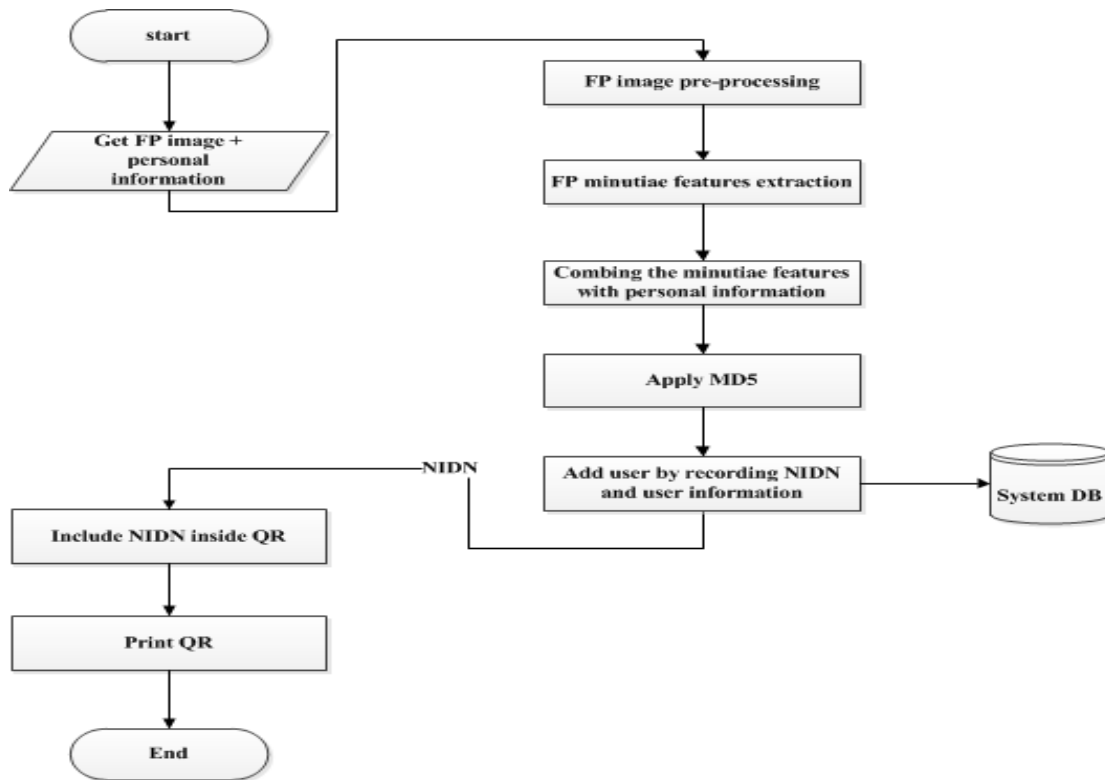 start
Get FP image +
personal
information
FP image pre-processing
FP minutiae features extraction
Combing the minutiae features
with personal information
Apply MD5
Add user by recording NIDN
and user information
System DB
NIDN
Include NIDN inside QR
Print QR
End